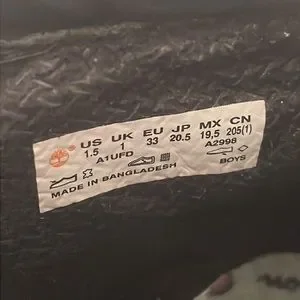 US UK EU JP MX CN
1.5 1 33 20.5 19,5 205(1)
A1UFD A2998
BOYS
MADE IN BANGLADESH